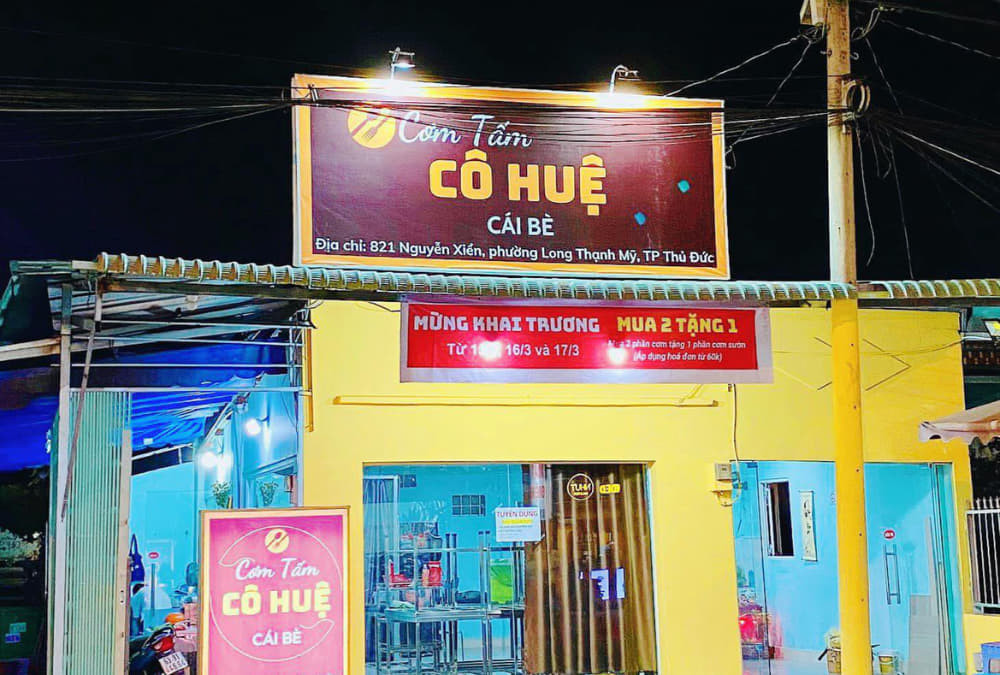 Cơm Tấm
CÔ HUỆ
CÁI BÈ
Địa chỉ: 821 Nguyễn Xiển, phường Long Thạnh Mỹ, TP Thủ Đức
MỪNG KHAI TRƯƠNG MUA 2 TẶNG 1
Từ 16/3 và 17/3
Mua 2 phần cơm tặng 1 phần cơm sườn
(Áp dụng hoá đơn từ 60k)
TUYỂN DỤNG
Cơm Tấm
CÔ HUỆ
CÁI BÈ